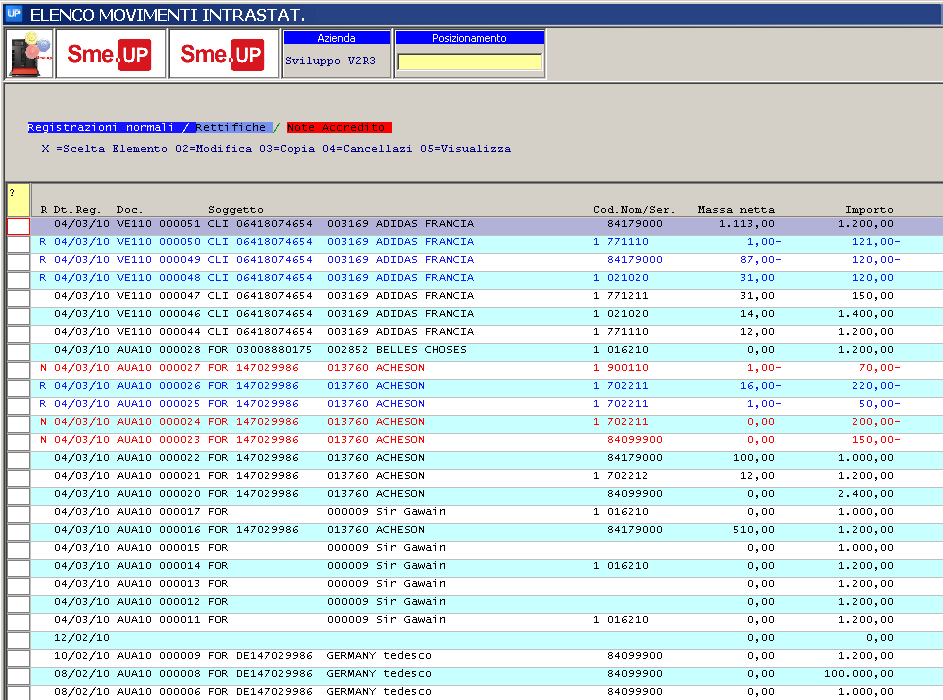 UP ELENCO MOVIMENTI INTRASTAT.
Sme.UP Sme.UP Azienda Posizionamento
Sviluppo V2R3
Registrazioni normali / Rettifiche / Note Accredito
X =Scelta Elemento 02=Modifica 03=Copia 04=Cancellazi 05=Visualizza
?
R Dt.Reg. Doc. Soggetto Cod.Nom/Ser. Massa netta Importo
04/03/10 VE110 000051 CLI 06418074654 003169 ADIDAS FRANCIA 84179000 1.113,00 1.200,00
R 04/03/10 VE110 000050 CLI 06418074654 003169 ADIDAS FRANCIA 1 771110 1,00- 121,00-
R 04/03/10 VE110 000049 CLI 06418074654 003169 ADIDAS FRANCIA 84179000 87,00- 120,00-
R 04/03/10 VE110 000048 CLI 06418074654 003169 ADIDAS FRANCIA 1 021020 31,00 120,00
04/03/10 VE110 000047 CLI 06418074654 003169 ADIDAS FRANCIA 1 771211 31,00 150,00
04/03/10 VE110 000046 CLI 06418074654 003169 ADIDAS FRANCIA 1 021020 14,00 1.400,00
04/03/10 VE110 000044 CLI 06418074654 003169 ADIDAS FRANCIA 1 771110 12,00 1.200,00
04/03/10 AUA10 000028 FOR 03008880175 002852 BELLES CHOSES 1 016210 0,00 1.200,00
N 04/03/10 AUA10 000027 FOR 147029986 013760 ACHESON 1 900110 1,00- 70,00-
R 04/03/10 AUA10 000026 FOR 147029986 013760 ACHESON 1 702211 16,00- 220,00-
R 04/03/10 AUA10 000025 FOR 147029986 013760 ACHESON 1 702211 1,00- 50,00-
N 04/03/10 AUA10 000024 FOR 147029986 013760 ACHESON 1 702211 0,00 200,00-
N 04/03/10 AUA10 000023 FOR 147029986 013760 ACHESON 84099900 0,00 150,00-
04/03/10 AUA10 000022 FOR 147029986 013760 ACHESON 84179000 100,00 1.000,00
04/03/10 AUA10 000021 FOR 147029986 013760 ACHESON 1 702212 12,00 1.200,00
04/03/10 AUA10 000020 FOR 147029986 013760 ACHESON 84099900 0,00 2.400,00
04/03/10 AUA10 000017 FOR 000009 Sir Gawain 1 016210 0,00 1.000,00
04/03/10 AUA10 000016 FOR 147029986 013760 ACHESON 84179000 510,00 1.200,00
04/03/10 AUA10 000015 FOR 000009 Sir Gawain 0,00 1.000,00
04/03/10 AUA10 000014 FOR 000009 Sir Gawain 1 016210 0,00 1.200,00
04/03/10 AUA10 000013 FOR 000009 Sir Gawain 0,00 1.200,00
04/03/10 AUA10 000012 FOR 000009 Sir Gawain 0,00 1.200,00
04/03/10 AUA10 000011 FOR 000009 Sir Gawain 1 016210 0,00 1.200,00
12/02/10 0,00 0,00
10/02/10 AUA10 000009 FOR DE147029986 GERMANY tedesco 84099900 0,00 1.200,00
08/02/10 AUA10 000008 FOR DE147029986 GERMANY tedesco 84099900 0,00 100.000,00
08/02/10 AUA10 000006 FOR DE147029986 GERMANY tedesco 84099900 0,00 1.000,00